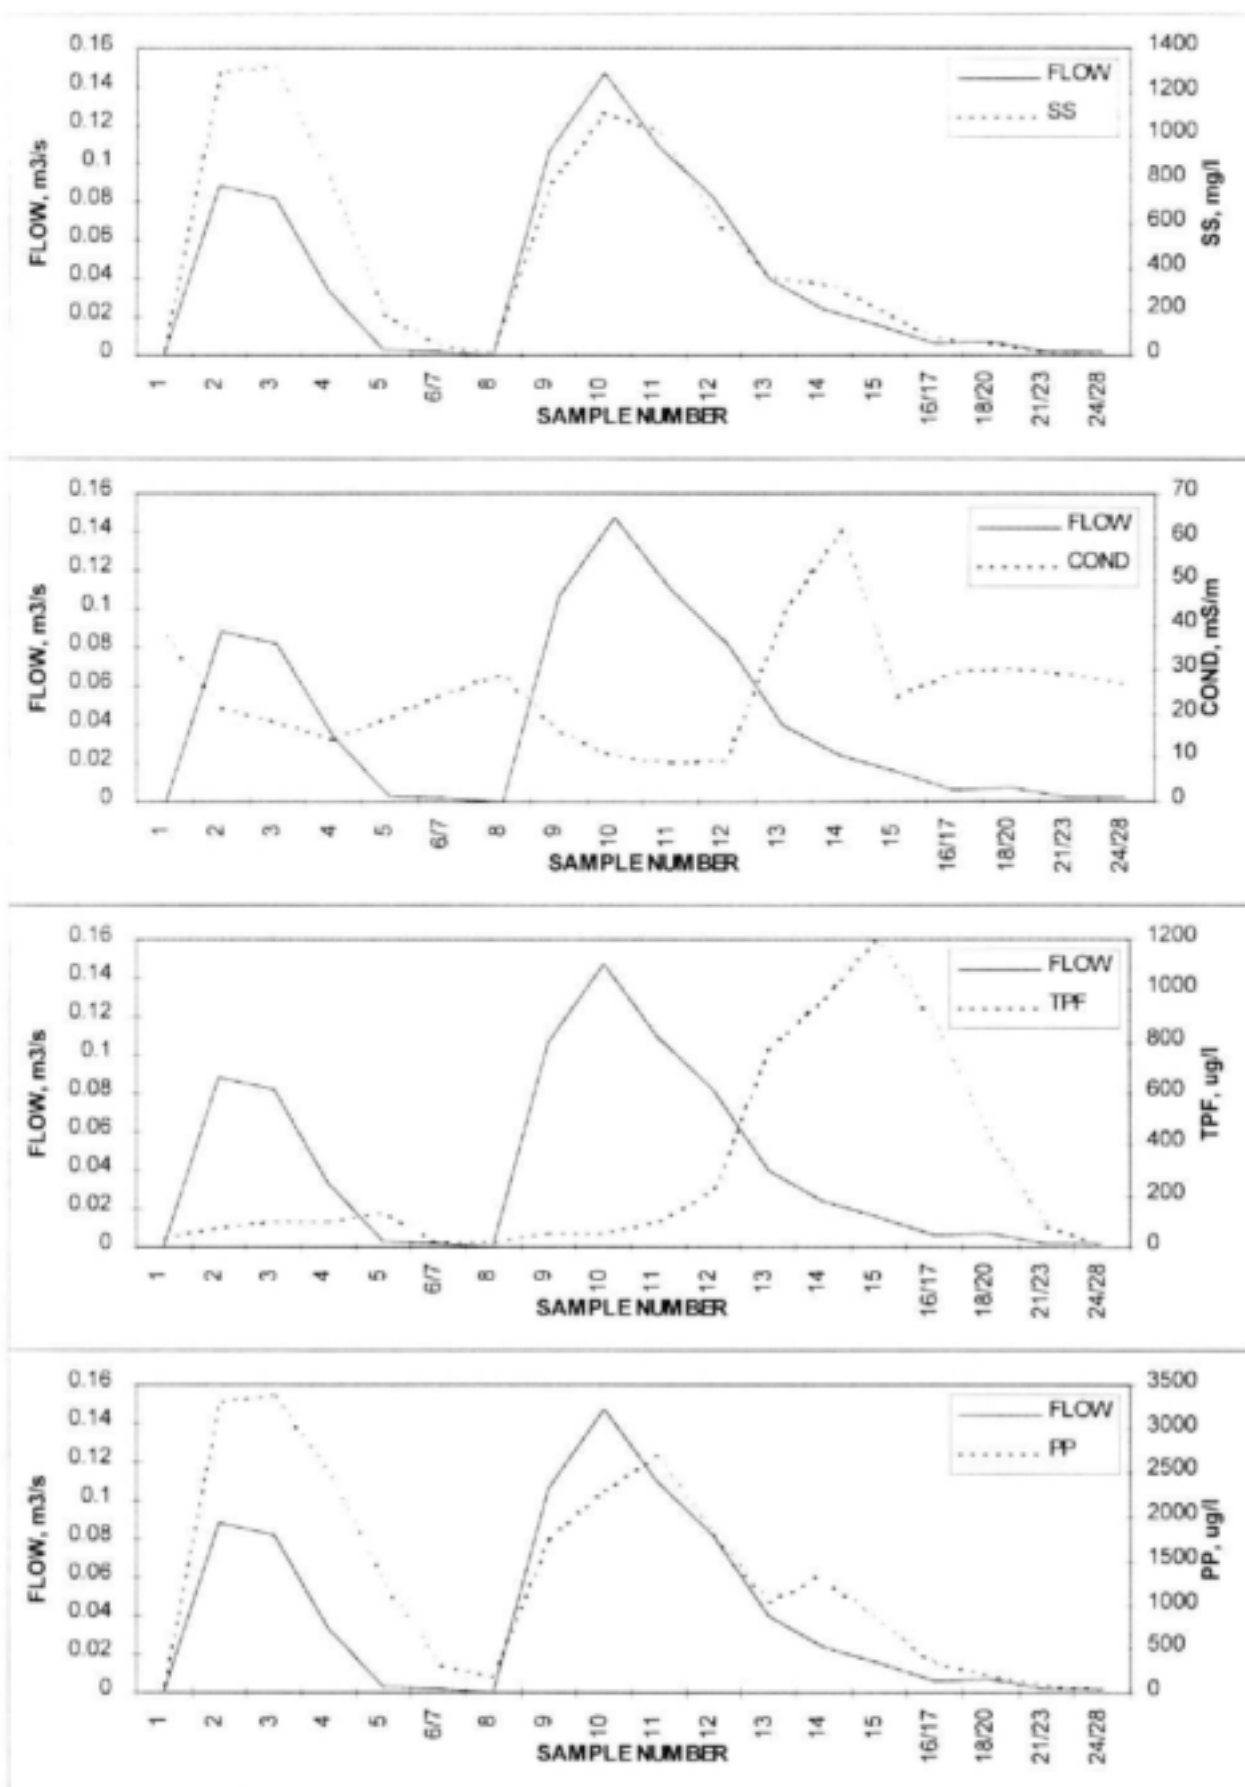 0.16
0.14
0.12
0.1
0.08
0.06
0.04
0.02
0
FLOW, m3/s
1400
1200
1000
800
600
400
200
0
SS, mg/l
FLOW
SS
1 2 3 4 5 6/7 8 9 10 11 12 13 14 15 16/17 18/20 21/23 24/28
SAMPLE NUMBER
0.16
0.14
0.12
0.1
0.08
0.06
0.04
0.02
0
FLOW, m3/s
70
60
50
40
30
20
10
0
COND, mS/m
FLOW
COND
1 2 3 4 5 6/7 8 9 10 11 12 13 14 15 16/17 18/20 21/23 24/28
SAMPLE NUMBER
0.16
0.14
0.12
0.1
0.08
0.06
0.04
0.02
0
FLOW, m3/s
1200
1000
800
600
400
200
0
TPF, ug/l
FLOW
TPF
1 2 3 4 5 6/7 8 9 10 11 12 13 14 15 16/17 18/20 21/23 24/28
SAMPLE NUMBER
0.16
0.14
0.12
0.1
0.08
0.06
0.04
0.02
0
FLOW, m3/s
3500
3000
2500
2000
1500
1000
500
0
PP, ug/l
FLOW
PP
1 2 3 4 5 6/7 8 9 10 11 12 13 14 15 16/17 18/20 21/23 24/28
SAMPLE NUMBER